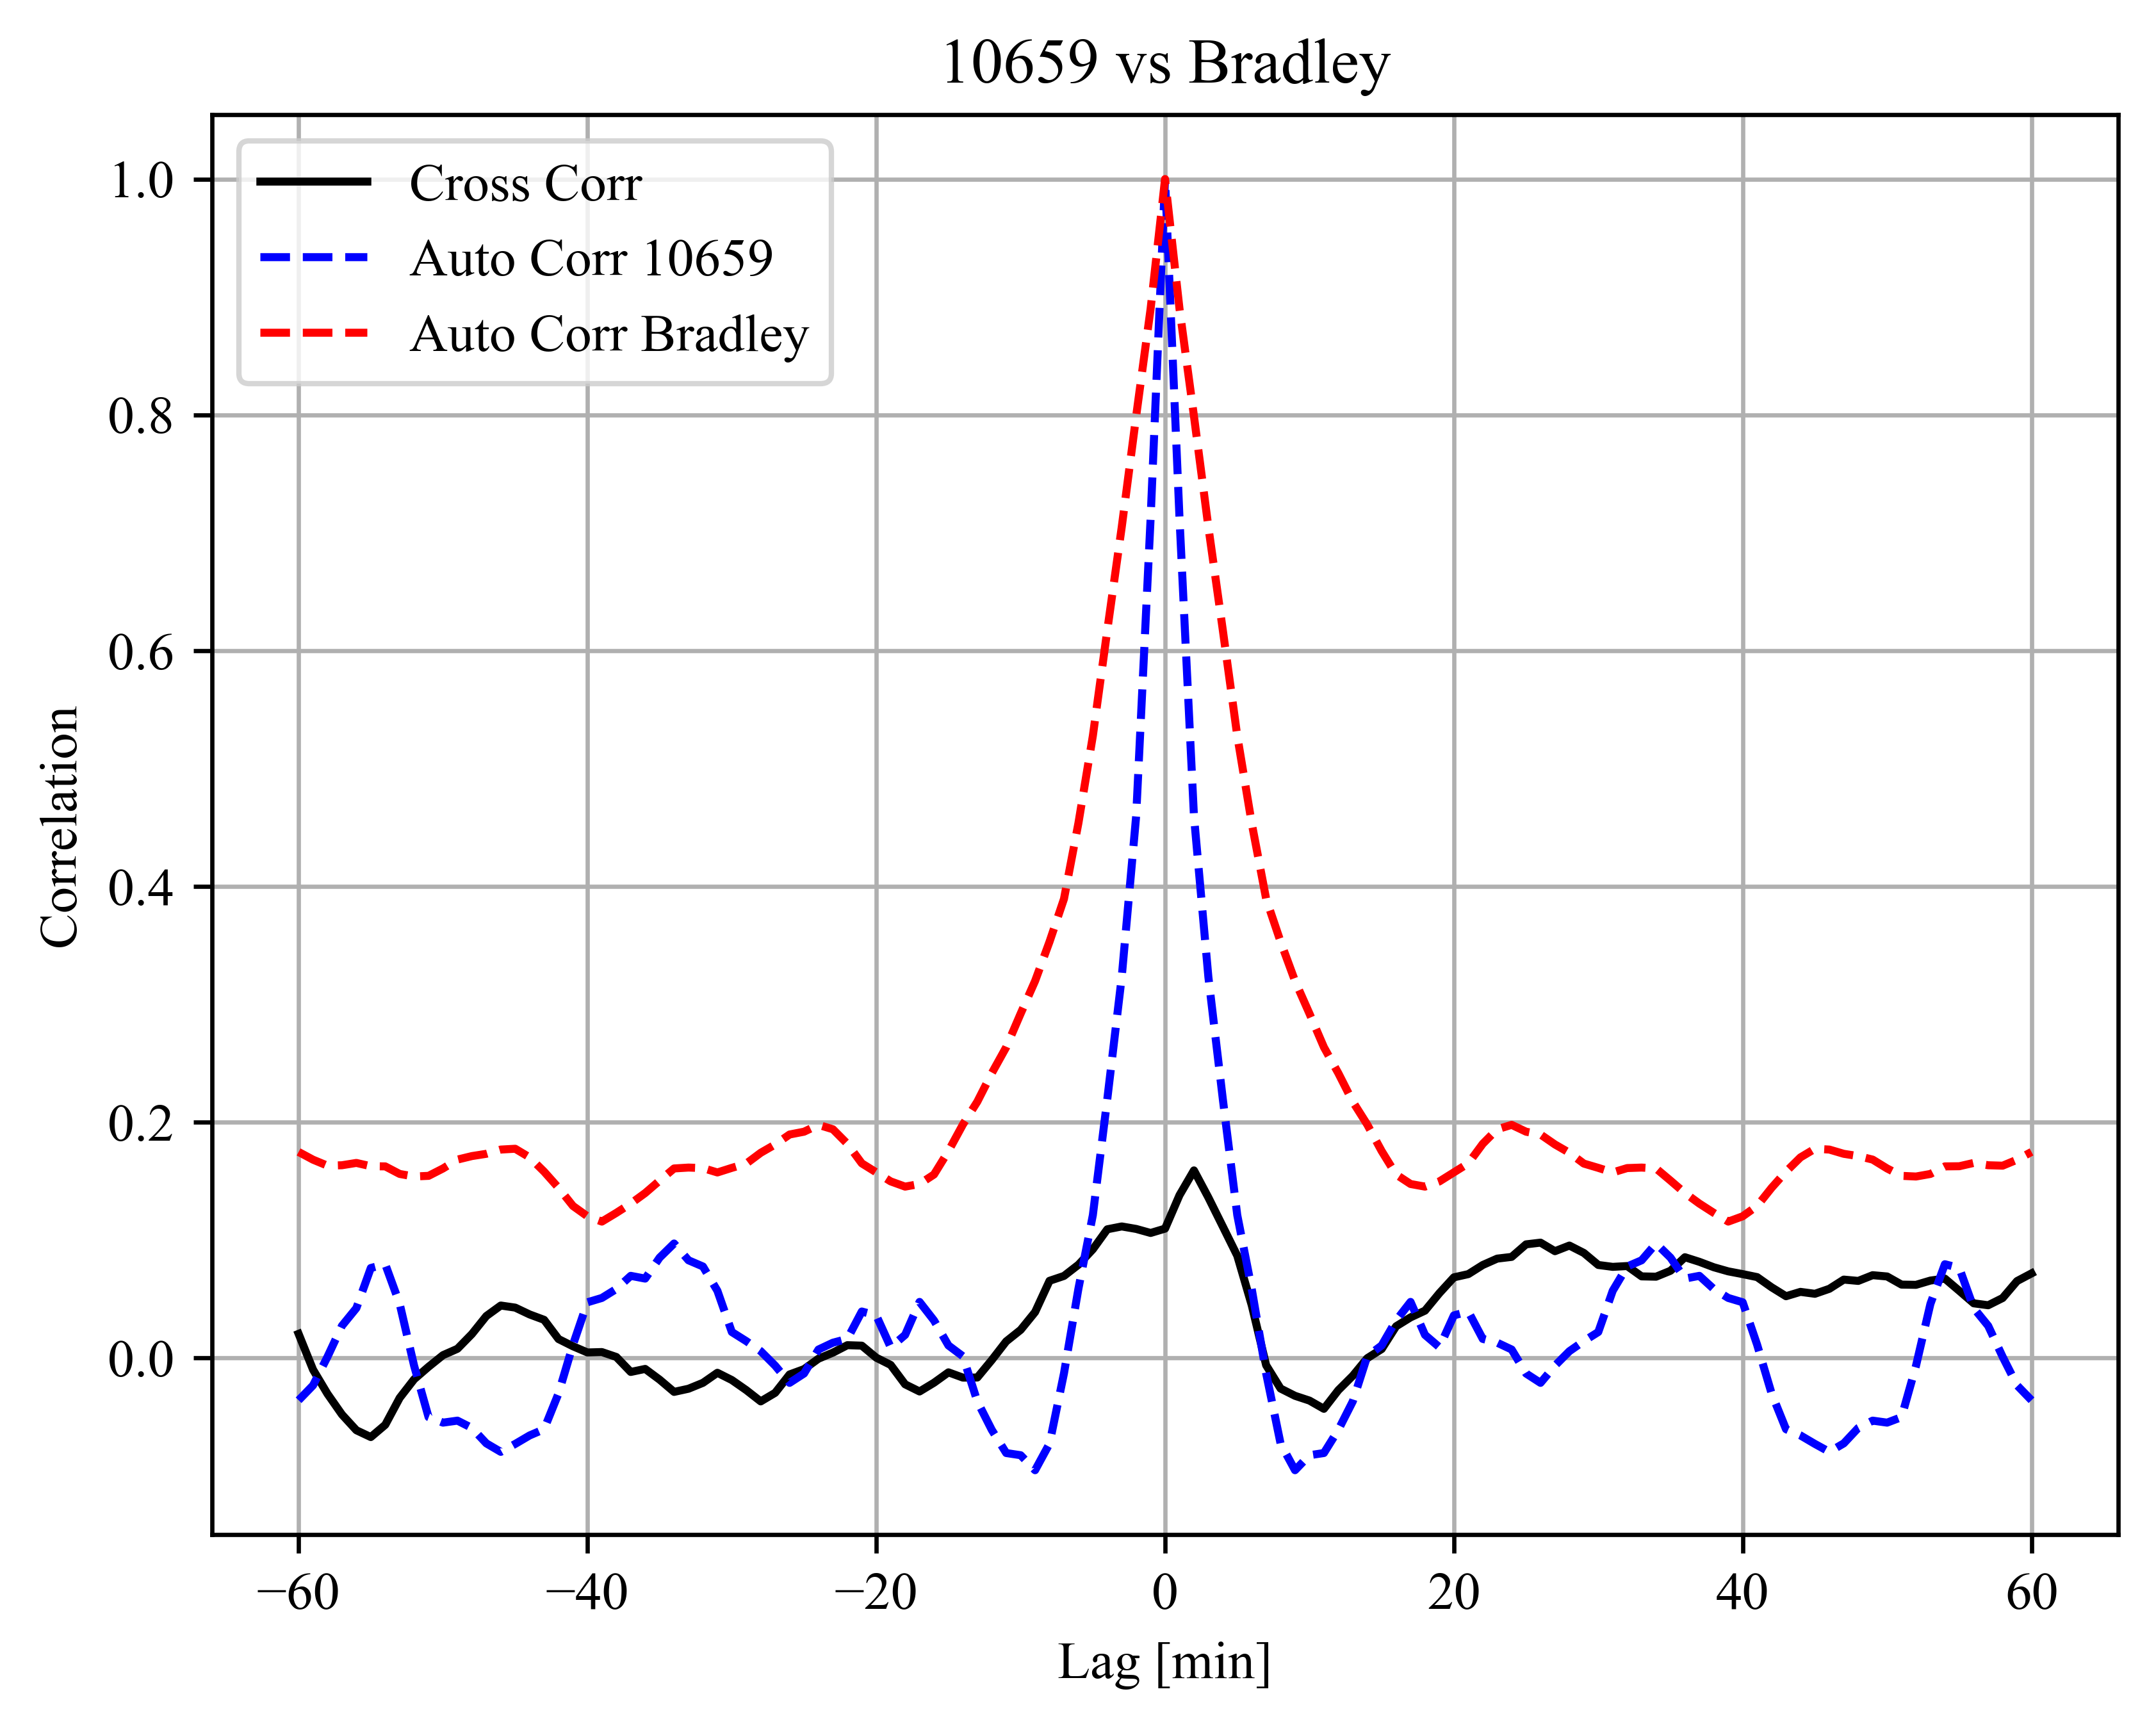 10659 vs Bradley
Cross Corr
Auto Corr 10659
Auto Corr Bradley
1.0
0.8
0.6
0.4
0.2
0.0
Correlation
−60 −40 −20 0 20 40 60
Lag [min]